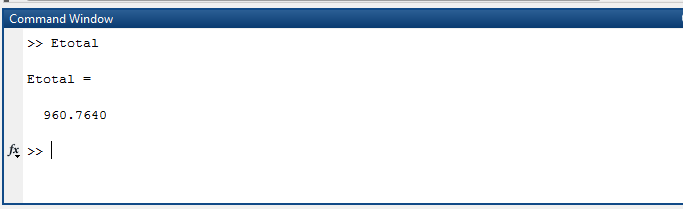 Command Window
>> Etotal
Etotal =
960.7640
fx >>